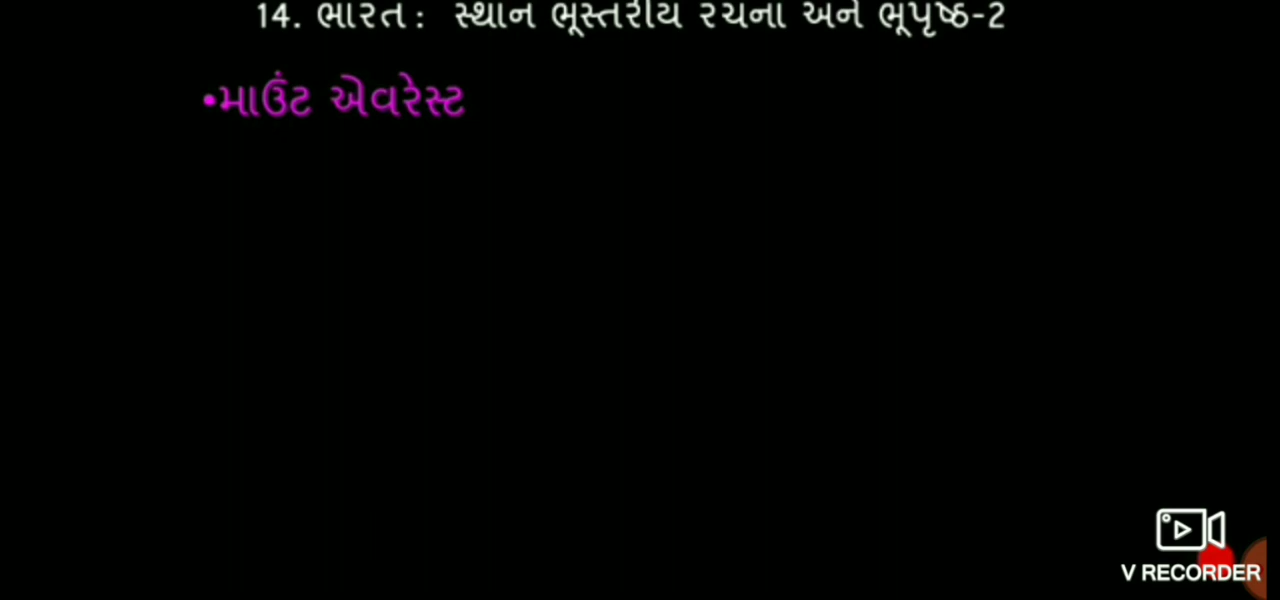 14. ભારત : સ્થાન ભૂસ્તરીય રચના અને ભૂપૃષ્ઠ-2
•માઉંટ એવરેસ્ટ
V RECORDER